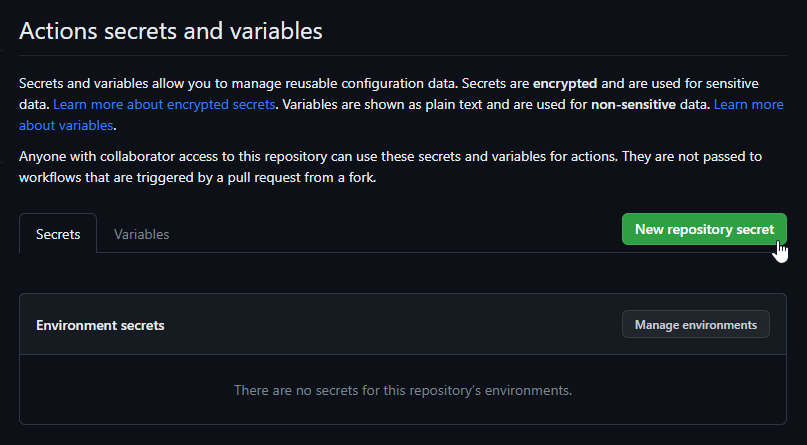 Actions secrets and variables
Secrets and variables allow you to manage reusable configuration data. Secrets are encrypted and are used for sensitive
data. Learn more about encrypted secrets. Variables are shown as plain text and are used for non-sensitive data. Learn more
about variables.
Anyone with collaborator access to this repository can use these secrets and variables for actions. They are not passed to
workflows that are triggered by a pull request from a fork.
Secrets
Variables
New repository secret
Environment secrets
Manage environments
There are no secrets for this repository's environments.